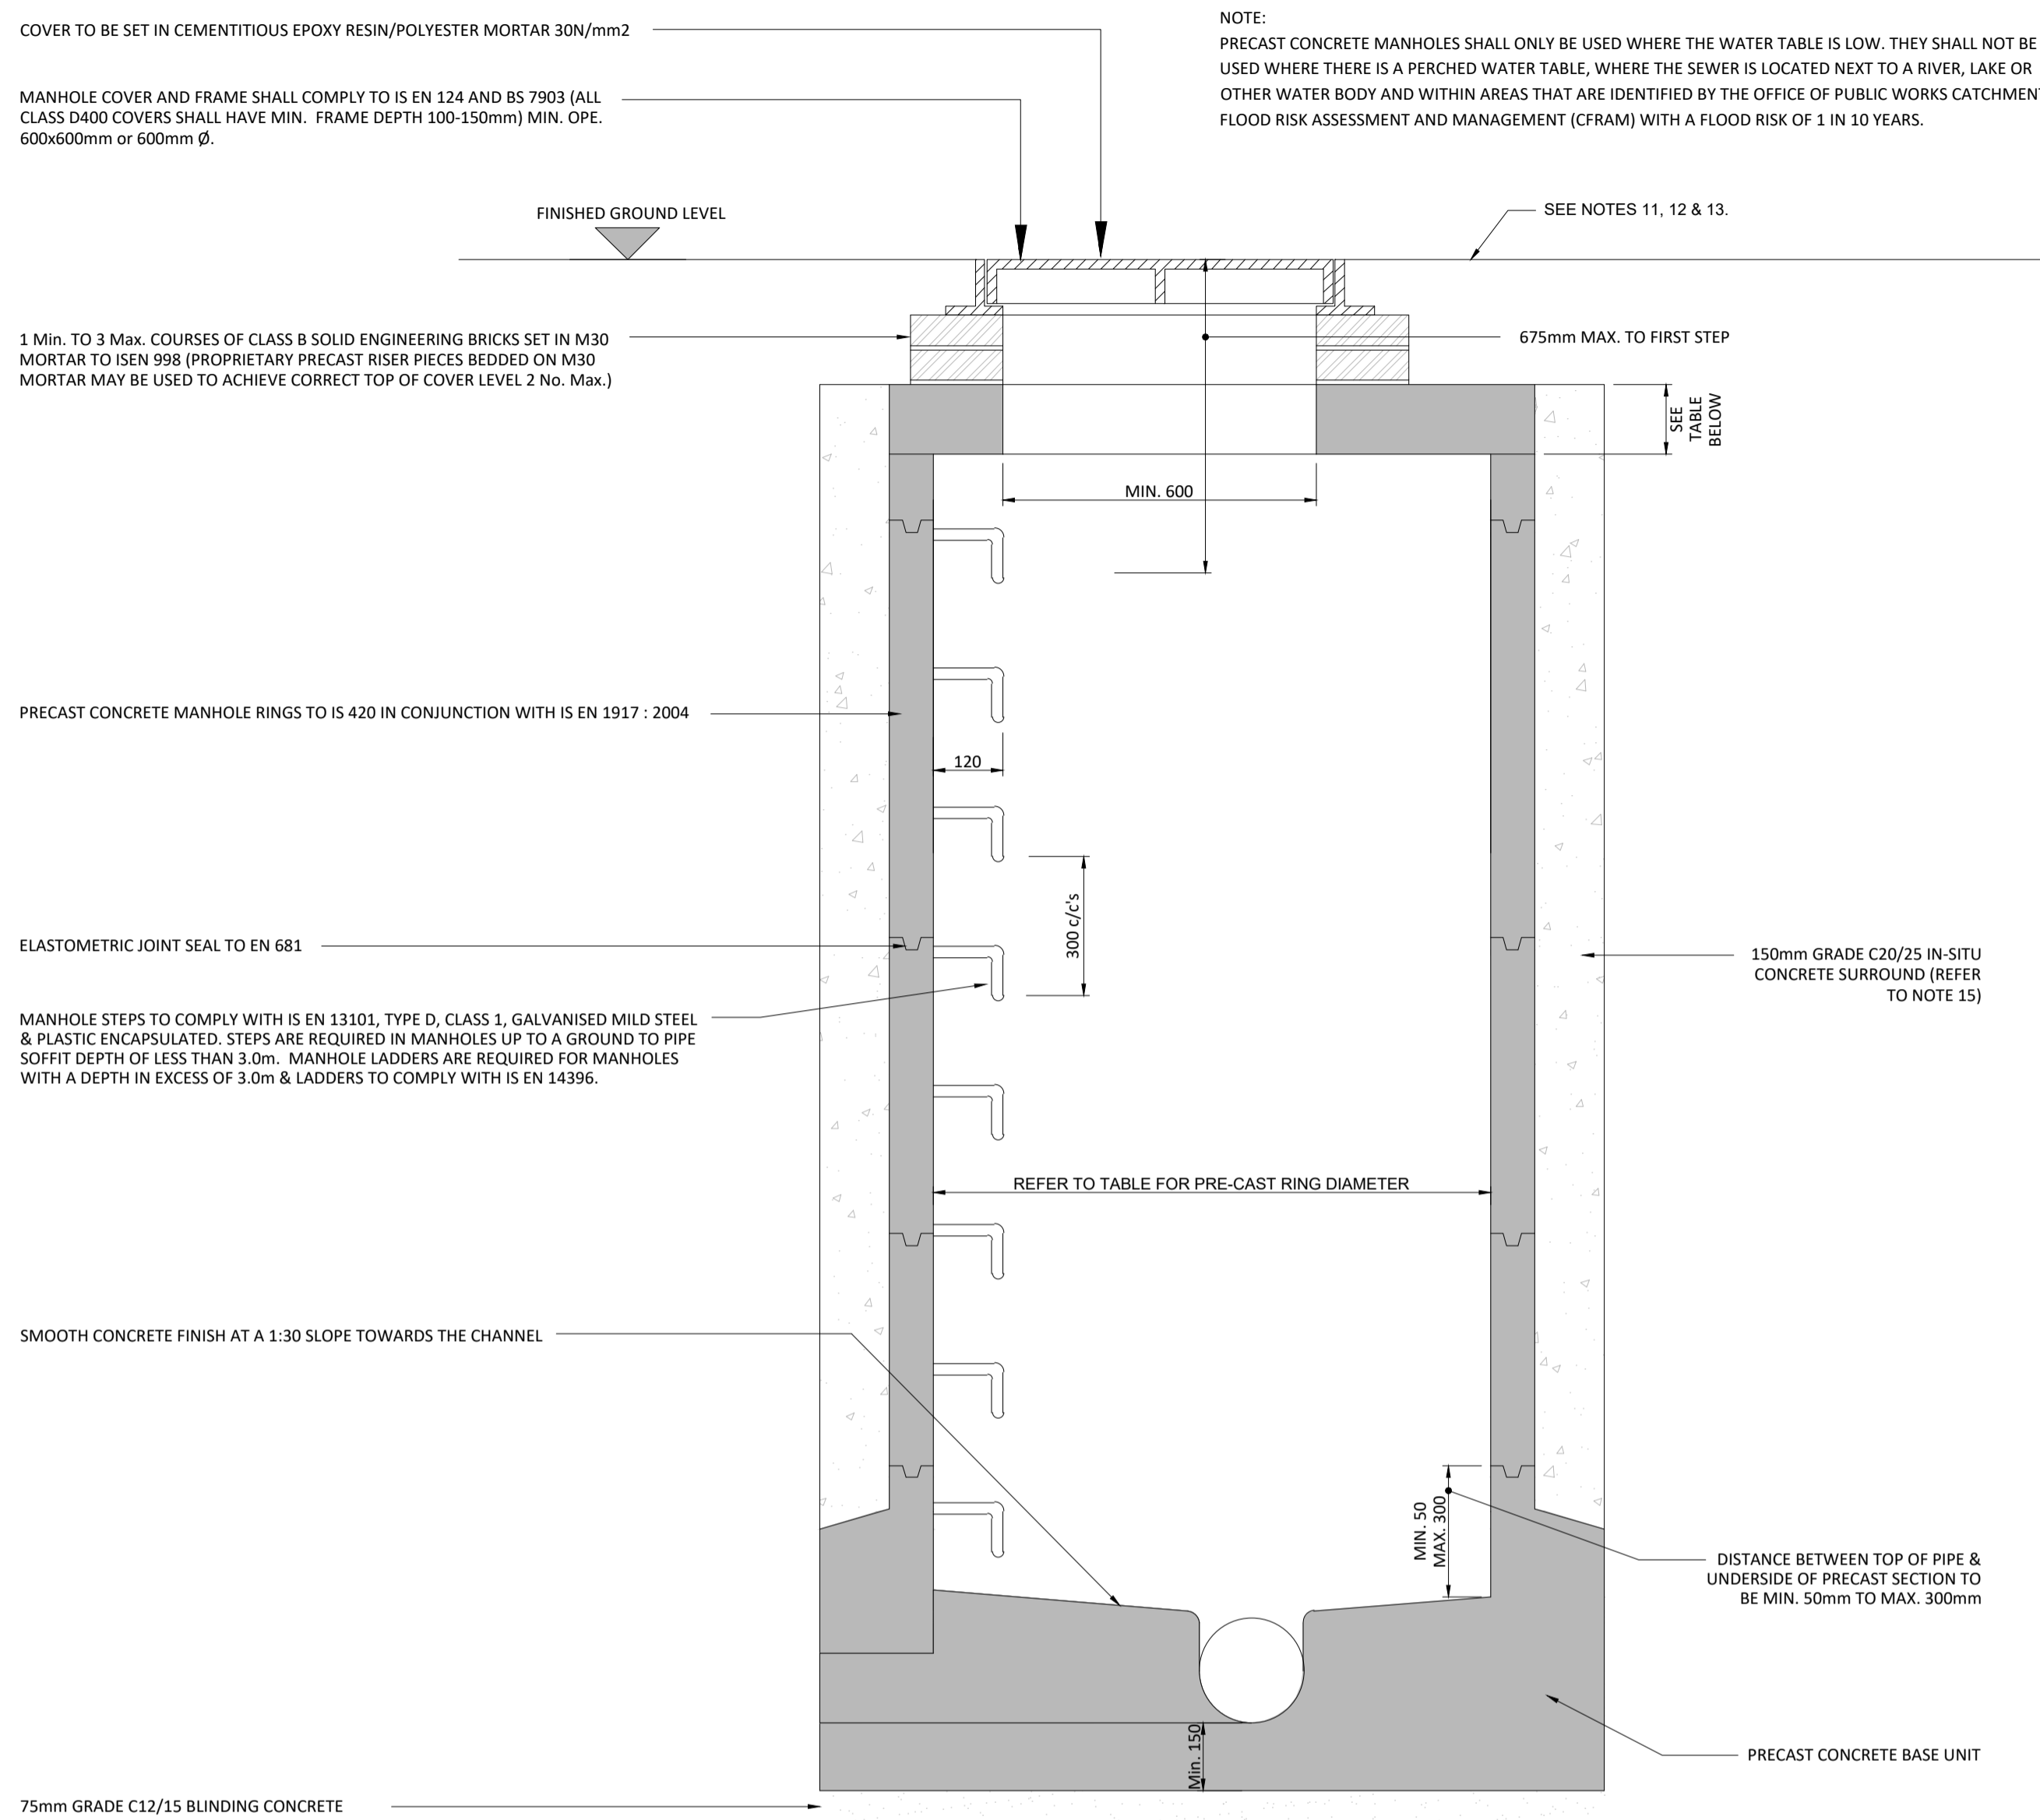 COVER TO BE SET IN CEMENTITIOUS EPOXY RESIN/POLYESTER MORTAR 30N/mm2
NOTE:
PRECAST CONCRETE MANHOLES SHALL ONLY BE USED WHERE THE WATER TABLE IS LOW. THEY SHALL NOT BE
USED WHERE THERE IS A PERCHED WATER TABLE, WHERE THE SEWER IS LOCATED NEXT TO A RIVER, LAKE OR
OTHER WATER BODY AND WITHIN AREAS THAT ARE IDENTIFIED BY THE OFFICE OF PUBLIC WORKS CATCHMENT
FLOOD RISK ASSESSMENT AND MANAGEMENT (CFRAM) WITH A FLOOD RISK OF 1 IN 10 YEARS.
MANHOLE COVER AND FRAME SHALL COMPLY TO IS EN 124 AND BS 7903 (ALL
CLASS D400 COVERS SHALL HAVE MIN. FRAME DEPTH 100-150mm) MIN. OPE.
600x600mm or 600mm Ø.
FINISHED GROUND LEVEL
SEE NOTES 11, 12 & 13.
1 Min. TO 3 Max. COURSES OF CLASS B SOLID ENGINEERING BRICKS SET IN M30
MORTAR TO ISEN 998 (PROPRIETARY PRECAST RISER PIECES BEDDED ON M30
MORTAR MAY BE USED TO ACHIEVE CORRECT TOP OF COVER LEVEL 2 No. Max.)
675mm MAX. TO FIRST STEP
SEE
TABLE
BELOW
MIN. 600
PRECAST CONCRETE MANHOLE RINGS TO IS 420 IN CONJUNCTION WITH IS EN 1917 : 2004
120
300 c/c's
ELASTOMETRIC JOINT SEAL TO EN 681
150mm GRADE C20/25 IN-SITU
CONCRETE SURROUND (REFER
TO NOTE 15)
MANHOLE STEPS TO COMPLY WITH IS EN 13101, TYPE D, CLASS 1, GALVANISED MILD STEEL
& PLASTIC ENCAPSULATED. STEPS ARE REQUIRED IN MANHOLES UP TO A GROUND TO PIPE
SOFFIT DEPTH OF LESS THAN 3.0m. MANHOLE LADDERS ARE REQUIRED FOR MANHOLES
WITH A DEPTH IN EXCESS OF 3.0m & LADDERS TO COMPLY WITH IS EN 14396.
REFER TO TABLE FOR PRE-CAST RING DIAMETER
SMOOTH CONCRETE FINISH AT A 1:30 SLOPE TOWARDS THE CHANNEL
MIN. 50
MAX. 300
DISTANCE BETWEEN TOP OF PIPE &
UNDERSIDE OF PRECAST SECTION TO
BE MIN. 50mm TO MAX. 300mm
Min. 150
PRECAST CONCRETE BASE UNIT
75mm GRADE C12/15 BLINDING CONCRETE